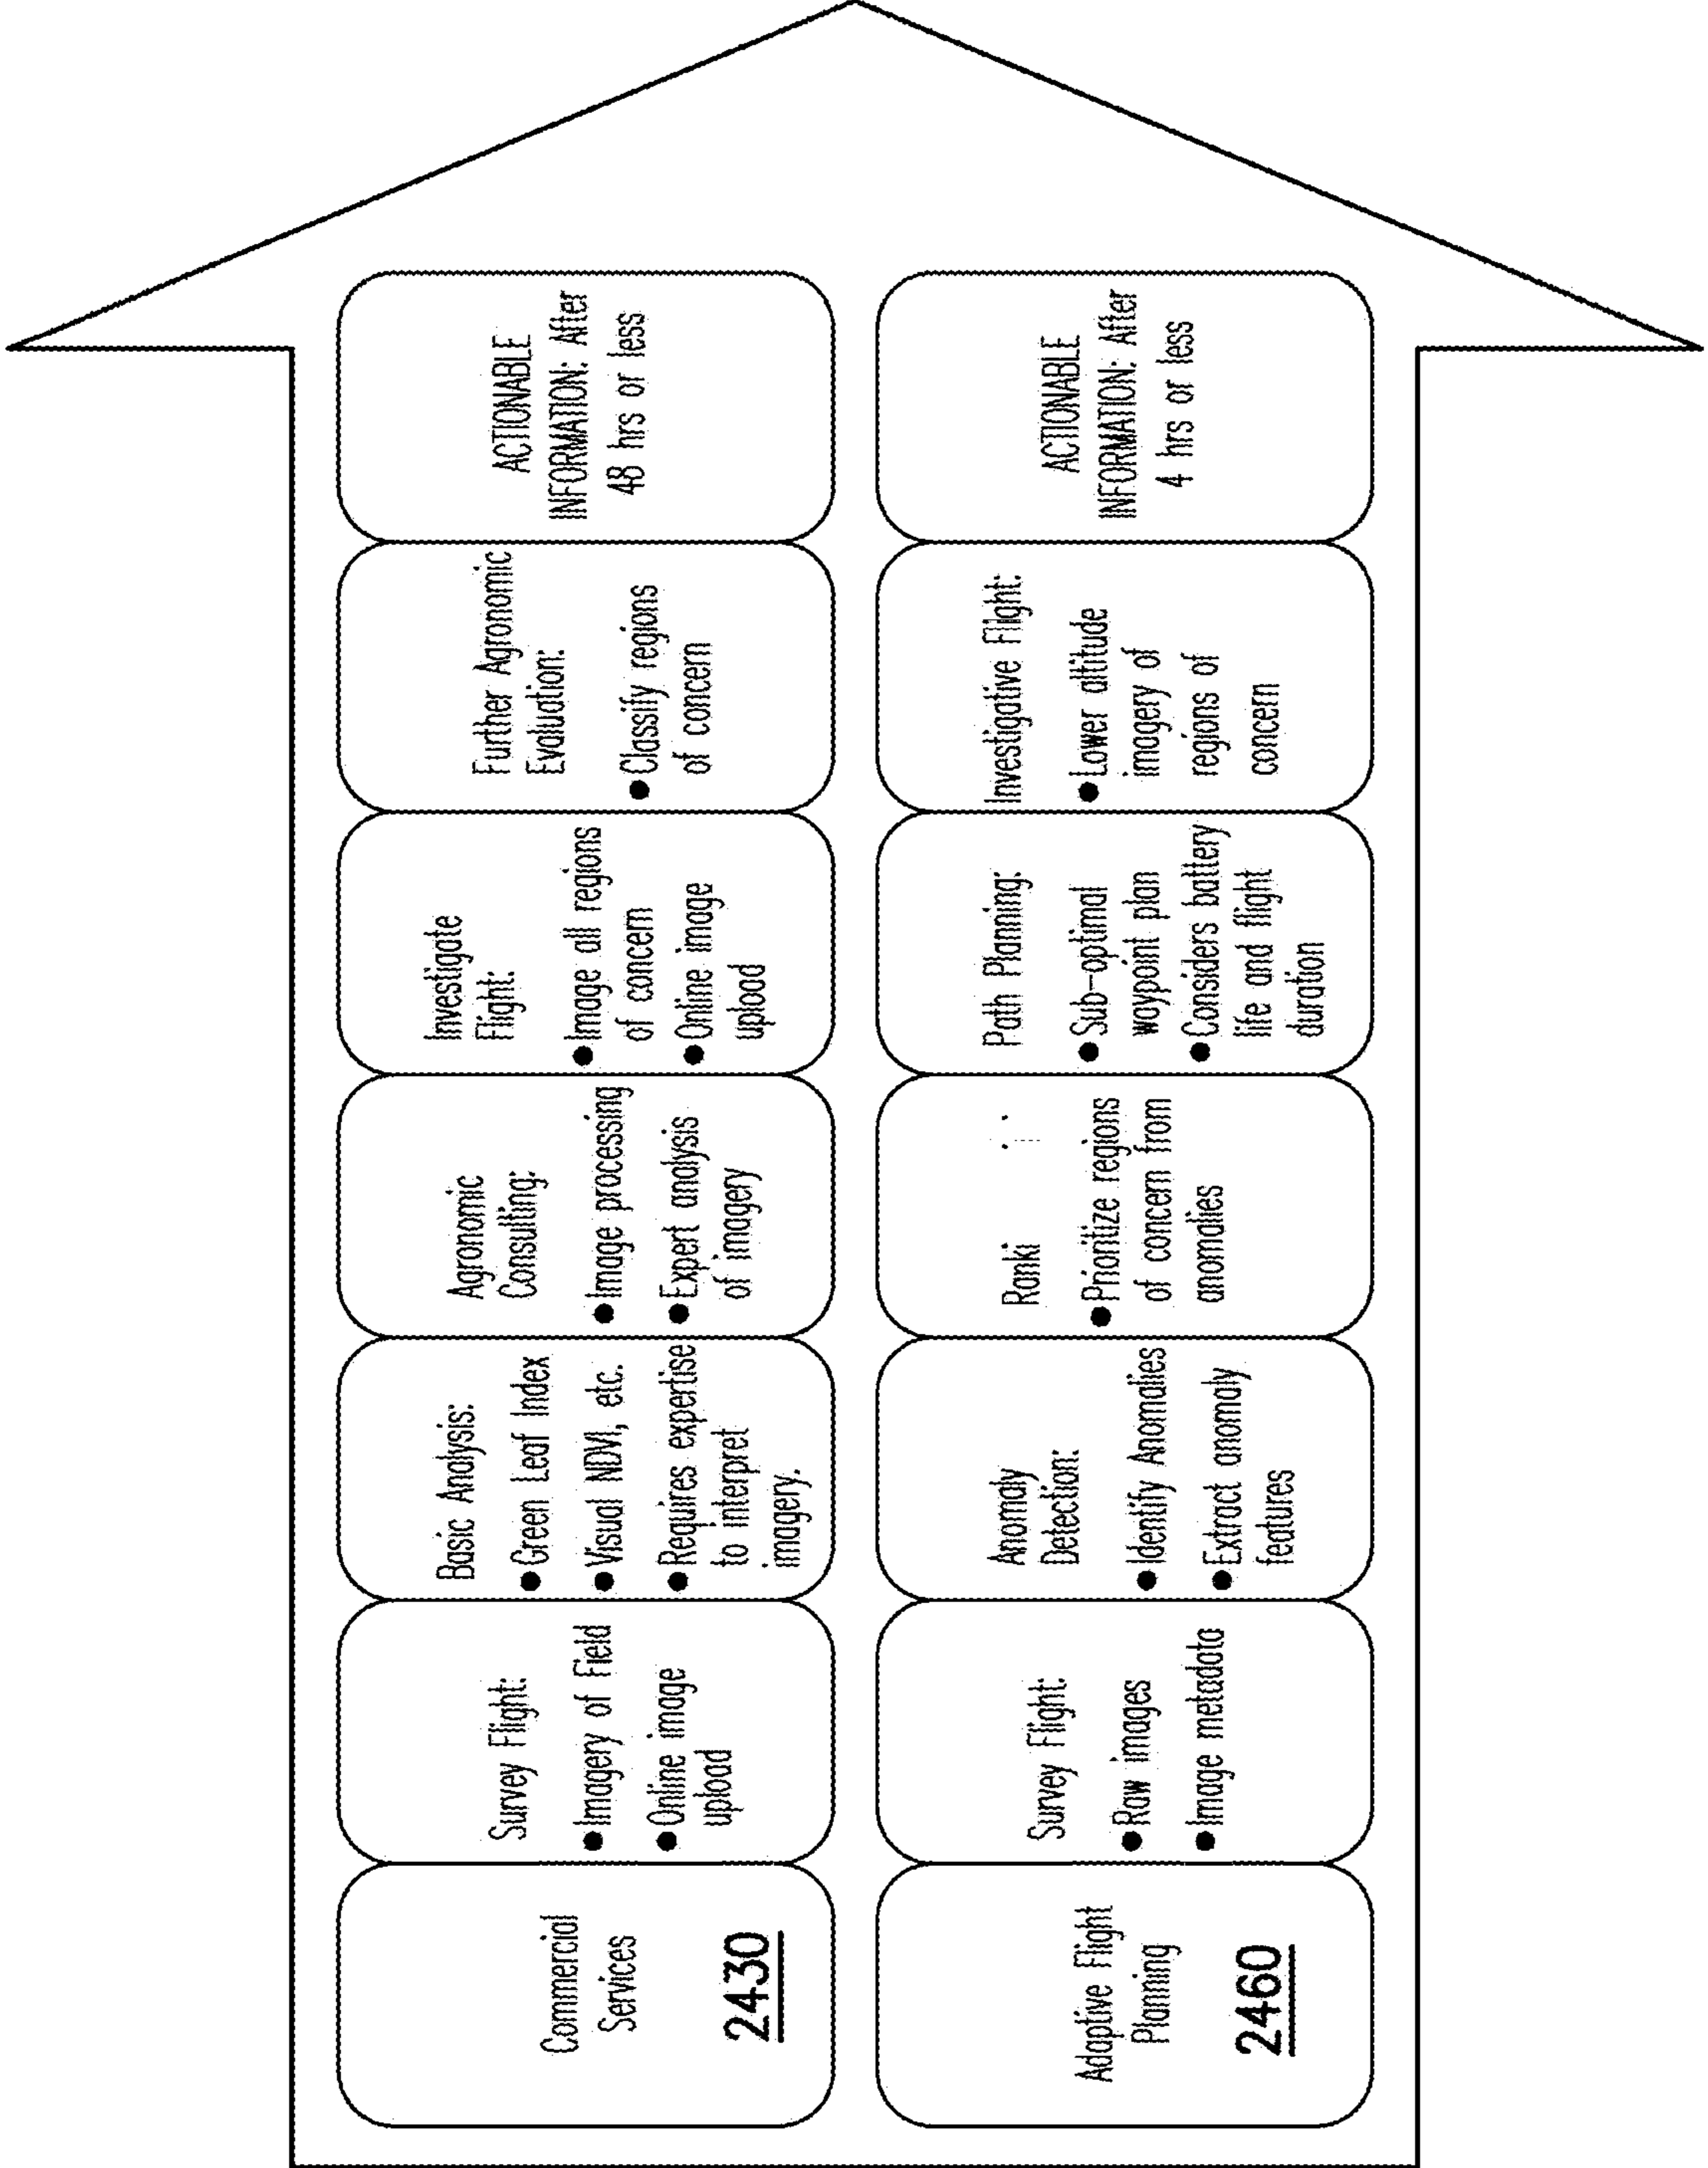 Commercial
Services
2430
Survey Flight:
● Imagery of Field
● Online image
upload
Basic Analysis:
● Green Leaf Index
● Visual NDVI, etc.
● Requires expertise
to interpret
imagery.
Agronomic
Consulting:
● Image processing
● Expert analysis
of imagery
Investigate
Flight:
● Image all regions
of concern
● Online image
upload
Further Agronomic
Evaluation:
● Classify regions
of concern
ACTIONABLE
INFORMATION: After
48 hrs or less
Adaptive Flight
Planning
2460
Survey Flight:
● Raw images
● Image metadata
Anomaly
Detection:
● Identify Anomalies
● Extract anomaly
features
Ranki
● Prioritize regions
of concern from
anomalies
Path Planning:
● Sub-optimal
waypoint plan
● Considers battery
life and flight
duration
Investigative Flight:
● Lower altitude
imagery of
regions of
concern
ACTIONABLE
INFORMATION: After
4 hrs or less